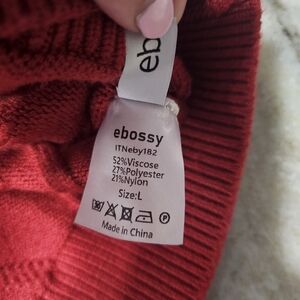 eb
ebossy
ITNeby182
52%Viscose
27%Polyester
21%Nylon
Size:L
P
Made in China